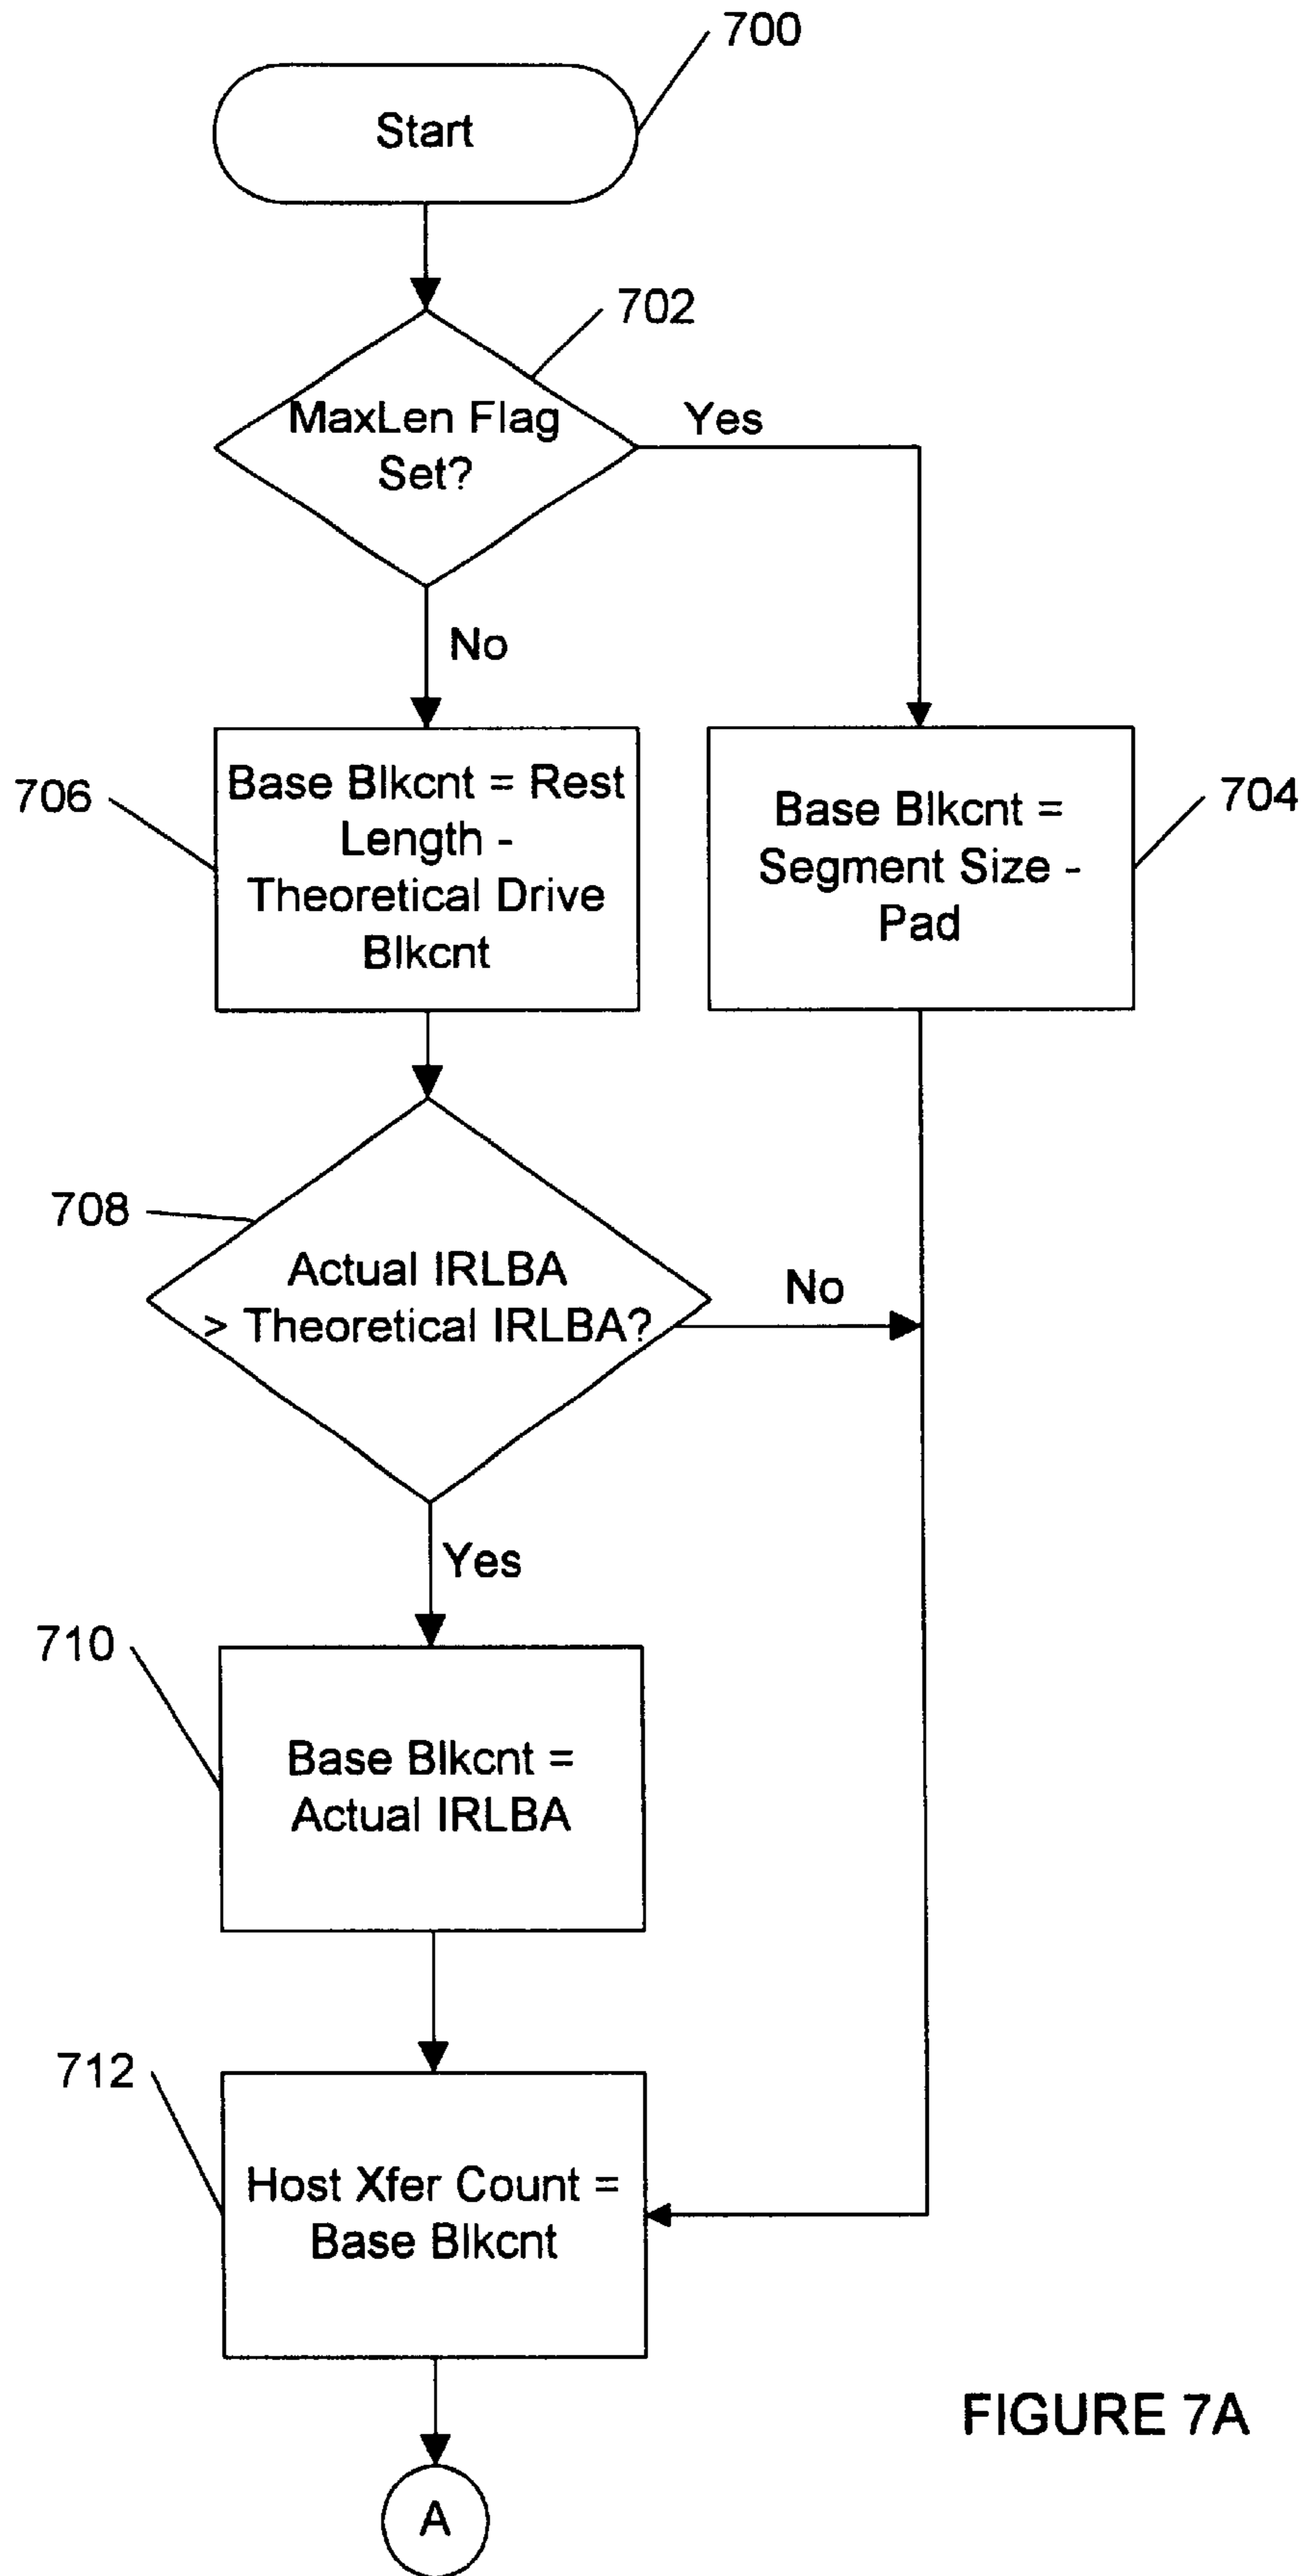 700
Start
702
MaxLen Flag
Set?
Yes
No
706
Base Blkcnt = Rest
Length -
Theoretical Drive
Blkcnt
Base Blkcnt =
Segment Size -
Pad
704
708
Actual IRLBA
> Theoretical IRLBA?
No
Yes
710
Base Blkcnt =
Actual IRLBA
712
Host Xfer Count =
Base Blkcnt
FIGURE 7A
A